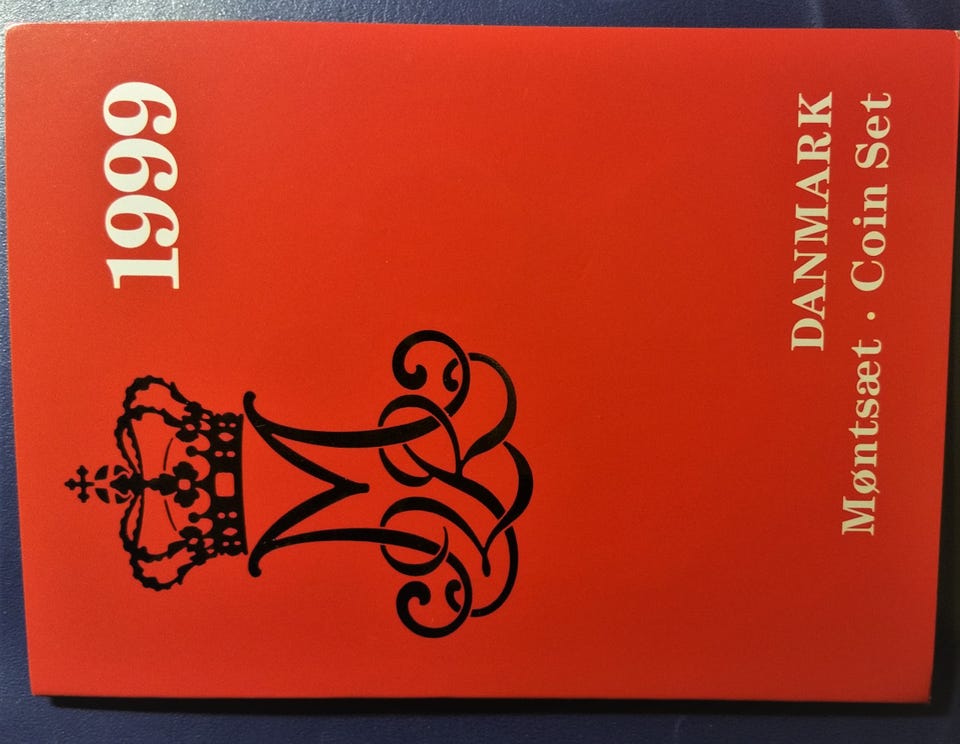 1999
DANMARK
Møntsæt · Coin Set